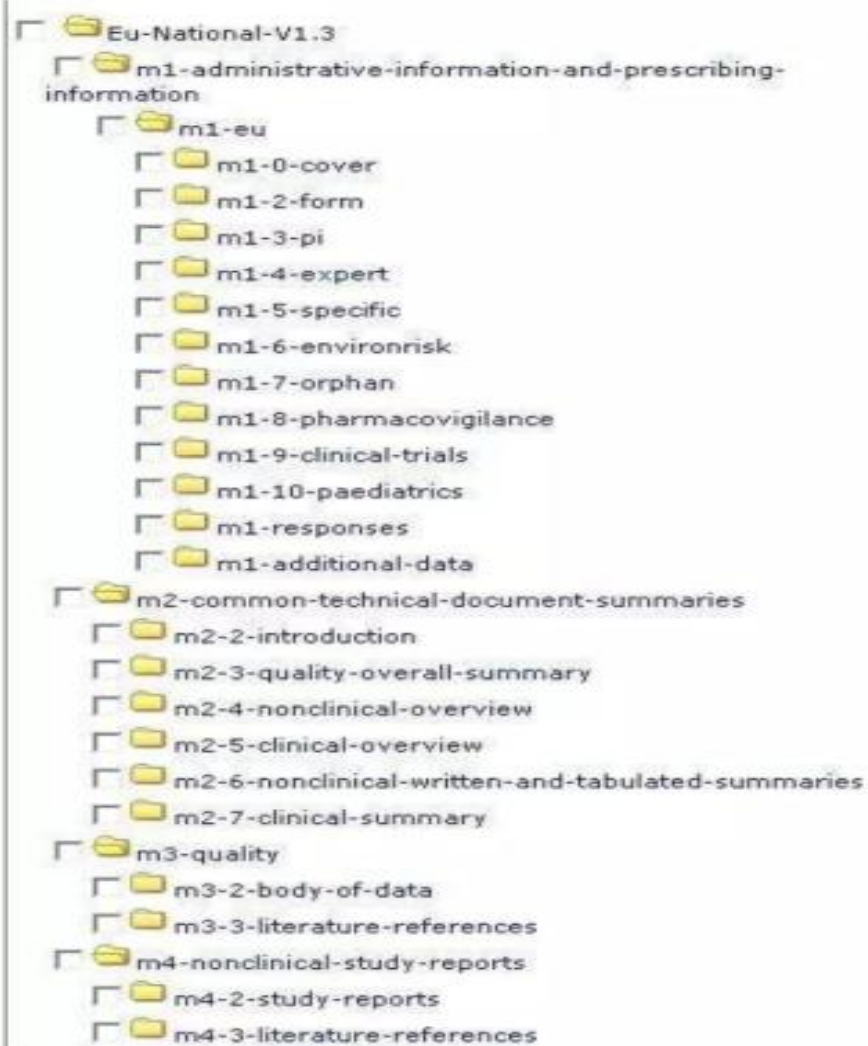 Eu-National-V1.3
m1-administrative-information-and-prescribing-
information
m1-eu
m1-0-cover
m1-2-form
m1-3-pi
m1-4-expert
m1-5-specific
m1-6-environrisk
m1-7-orphan
m1-8-pharmacovigilance
m1-9-clinical-trials
m1-10-paediatrics
m1-responses
m1-additional-data
m2-common-technical-document-summaries
m2-2-introduction
m2-3-quality-overall-summary
m2-4-nonclinical-overview
m2-5-clinical-overview
m2-6-nonclinical-written-and-tabulated-summaries
m2-7-clinical-summary
m3-quality
m3-2-body-of-data
m3-3-literature-references
m4-nonclinical-study-reports
m4-2-study-reports
m4-3-literature-references